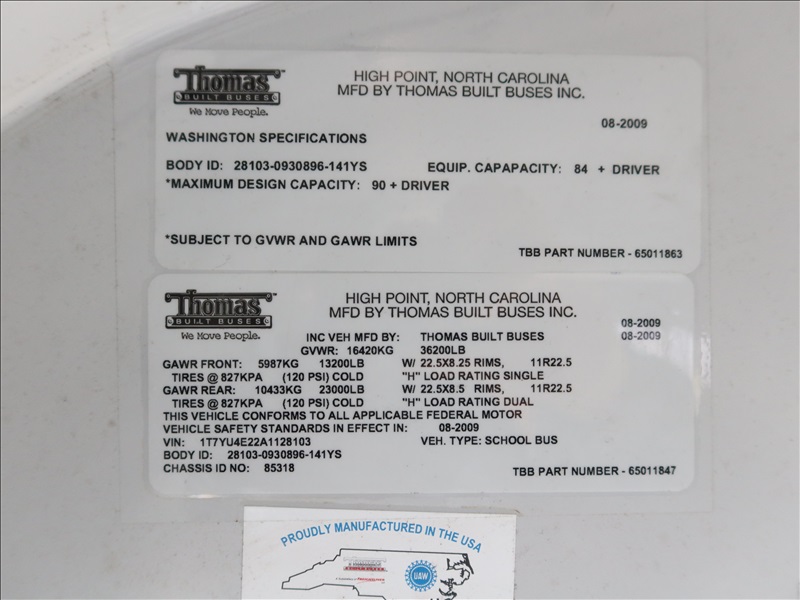 Thomas™
BUILT BUSES
We Move People.
HIGH POINT, NORTH CAROLINA
MFD BY THOMAS BUILT BUSES INC.
08-2009
WASHINGTON SPECIFICATIONS
BODY ID: 28103-0930896-141YS EQUIP. CAPAPACITY: 84 + DRIVER
*MAXIMUM DESIGN CAPACITY: 90 + DRIVER
*SUBJECT TO GVWR AND GAWR LIMITS
TBB PART NUMBER - 65011863
Thomas™
BUILT BUSES
We Move People.
HIGH POINT, NORTH CAROLINA
MFD BY THOMAS BUILT BUSES INC.
08-2009
08-2009
INC VEH MFD BY: THOMAS BUILT BUSES
GVWR: 16420KG 36200LB
GAWR FRONT: 5987KG 13200LB W/ 22.5X8.25 RIMS, 11R22.5
TIRES @ 827KPA (120 PSI) COLD "H" LOAD RATING SINGLE
GAWR REAR: 10433KG 23000LB W/ 22.5X8.5 RIMS, 11R22.5
TIRES @ 827KPA (120 PSI) COLD "H" LOAD RATING DUAL
THIS VEHICLE CONFORMS TO ALL APPLICABLE FEDERAL MOTOR
VEHICLE SAFETY STANDARDS IN EFFECT IN: 08-2009
VIN: 1T7YU4E22A1128103 VEH. TYPE: SCHOOL BUS
BODY ID: 28103-0930896-141YS
CHASSIS ID NO: 85318
TBB PART NUMBER - 65011847
PROUDLY MANUFACTURED IN THE USA
UAW